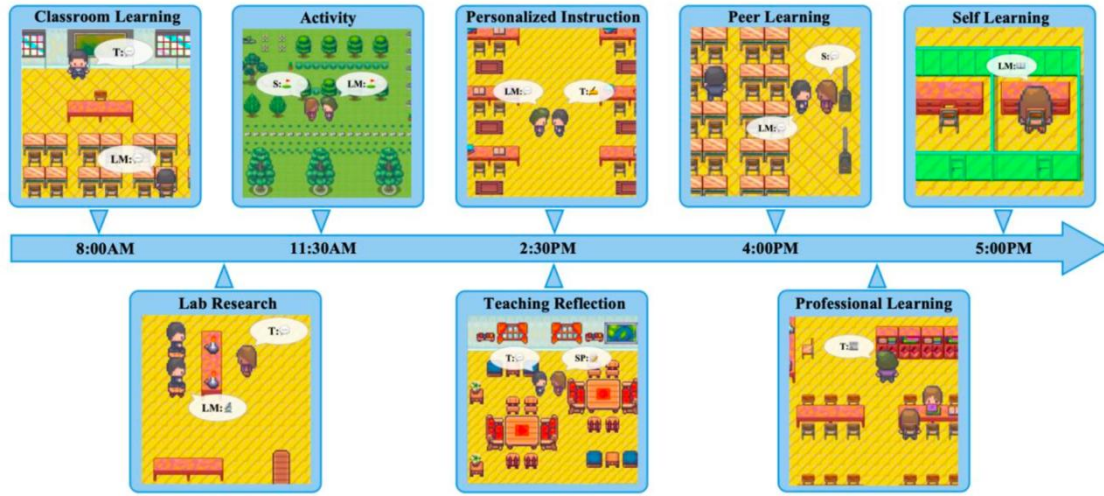 Classroom Learning
T:
LM:
Activity
S:
LM:
Personalized Instruction
LM:
T:
Peer Learning
S:
LM:
Self Learning
LM:
8:00AM
11:30AM
2:30PM
4:00PM
5:00PM
Lab Research
T:
LM:
Teaching Reflection
T:
SP:
Professional Learning
T: